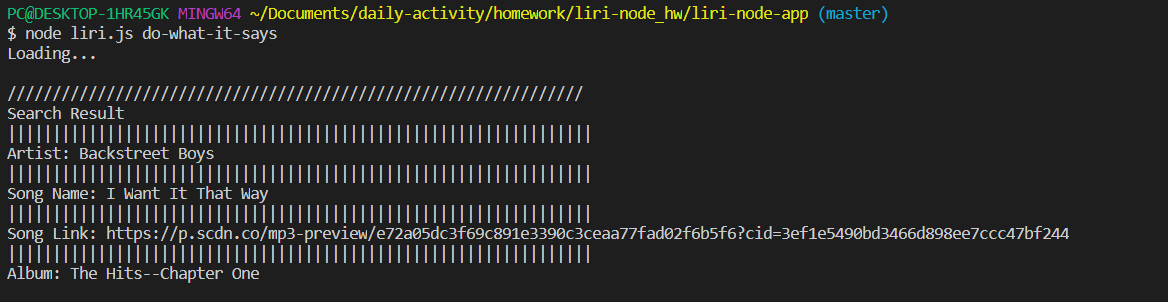 PC@DESKTOP-1HR45GK MINGW64 ~/Documents/daily-activity/homework/liri-node_hw/liri-node-app (master)
$ node liri.js do-what-it-says
Loading...
////////////////////////////////////////////////////////////////
Search Result
|||||||||||||||||||||||||||||||||||||||||||||||||||||||||||||||||
Artist: Backstreet Boys
|||||||||||||||||||||||||||||||||||||||||||||||||||||||||||||||||
Song Name: I Want It That Way
|||||||||||||||||||||||||||||||||||||||||||||||||||||||||||||||||
Song Link: https://p.scdn.co/mp3-preview/e72a05dc3f69c891e3390c3ceaa77fad02f6b5f6?cid=3ef1e5490bd3466d898ee7ccc47bf244
|||||||||||||||||||||||||||||||||||||||||||||||||||||||||||||||||
Album: The Hits--Chapter One